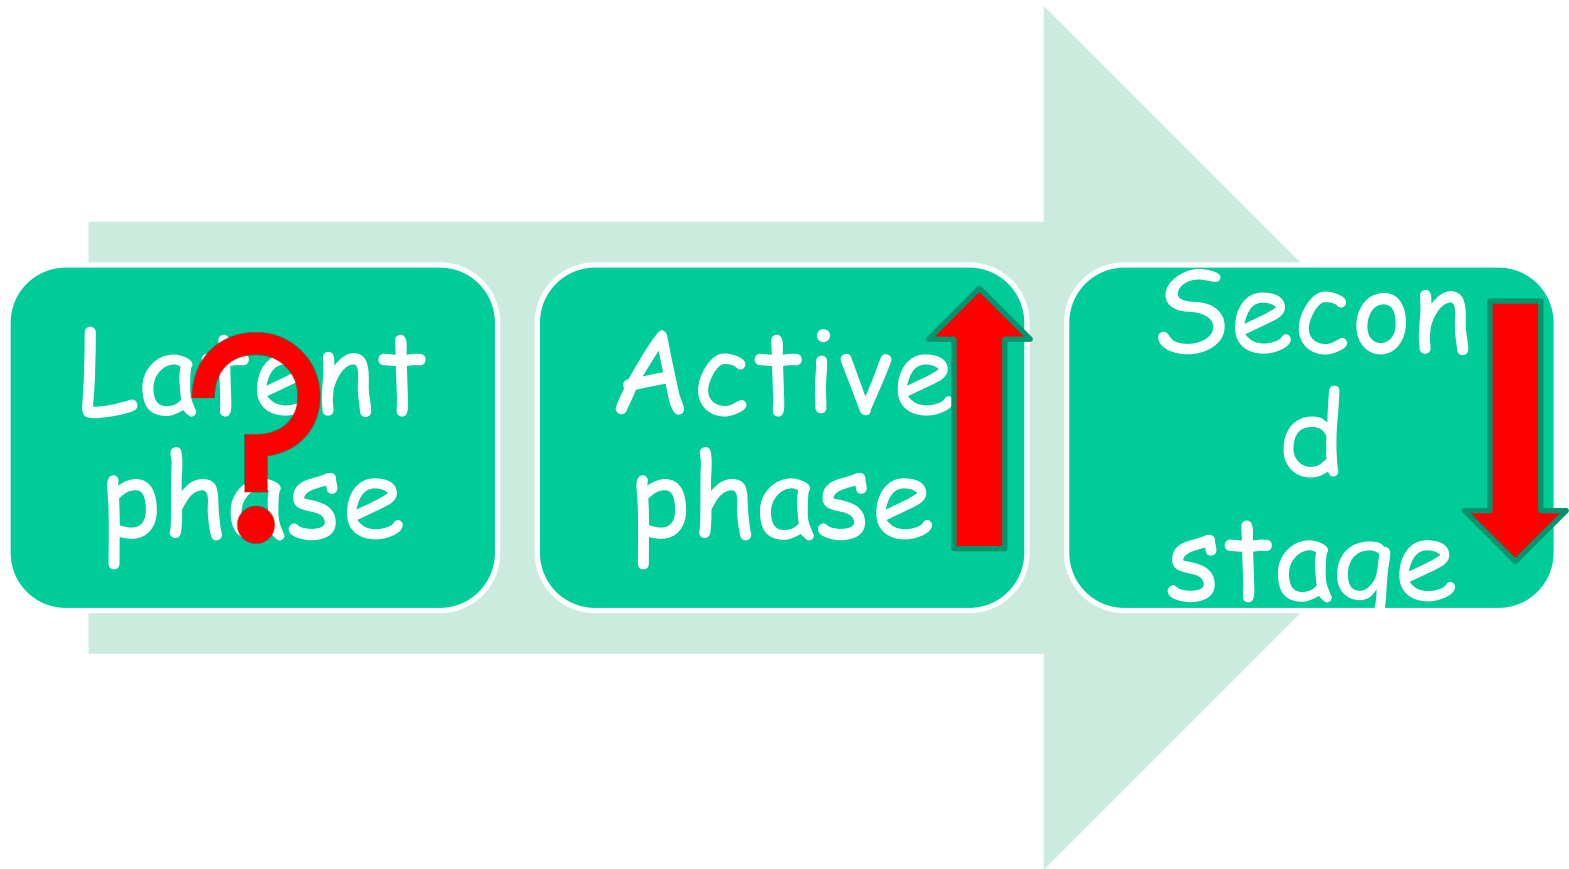 Latent
phase
?
Active
phase
Secon
d
stage